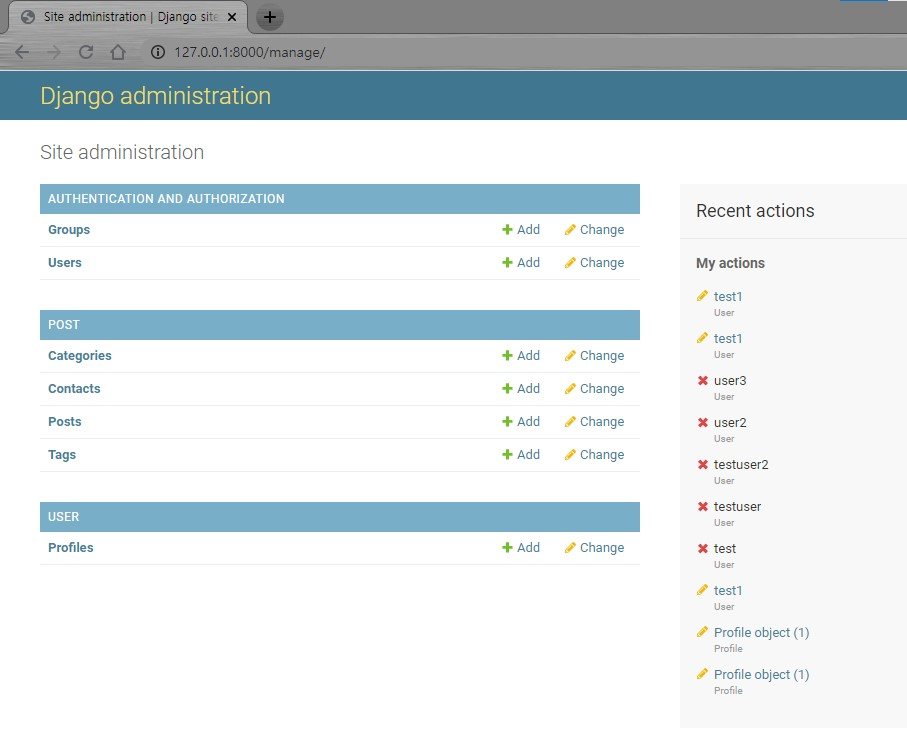 Site administration | Django site
127.0.0.1:8000/manage/
Django administration
Site administration
AUTHENTICATION AND AUTHORIZATION
Groups Add Change
Users Add Change
POST
Categories Add Change
Contacts Add Change
Posts Add Change
Tags Add Change
USER
Profiles Add Change
Recent actions
My actions
test1
User
test1
User
user3
User
user2
User
testuser2
User
testuser
User
test
User
test1
User
Profile object (1)
Profile
Profile object (1)
Profile